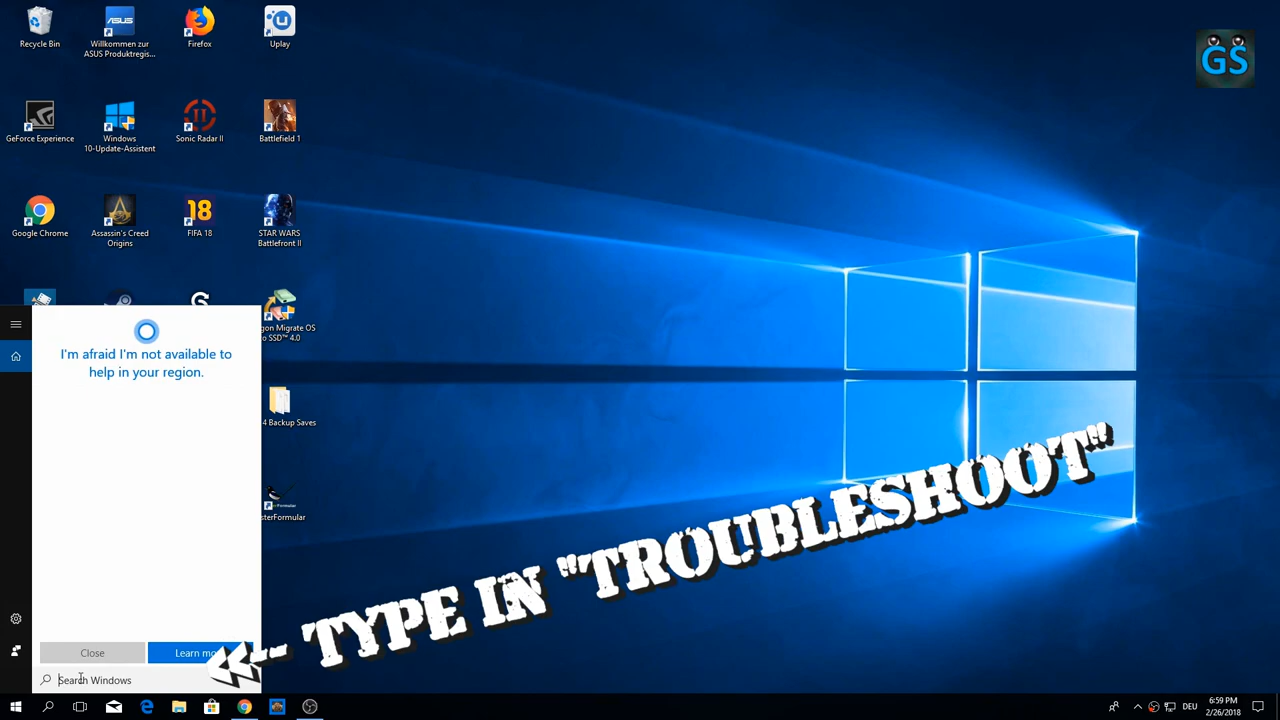 Recycle Bin
Willkommen zur
ASUS Produktregis...
Firefox
Uplay
GS
GeForce Experience
Windows
10-Update-Assistent
Sonic Radar II
Battlefield 1
18
Google Chrome
Assassin's Creed
Origins
FIFA 18
STAR WARS
Battlefront II
gon Migrate OS
o SSD™ 4.0
I'm afraid I'm not available to
help in your region.
4 Backup Saves
sterFormular
<<-- TYPE IN "TROUBLESHOOT"
Close
Learn mo
Search Windows
DEU
6:59 PM
2/26/2018